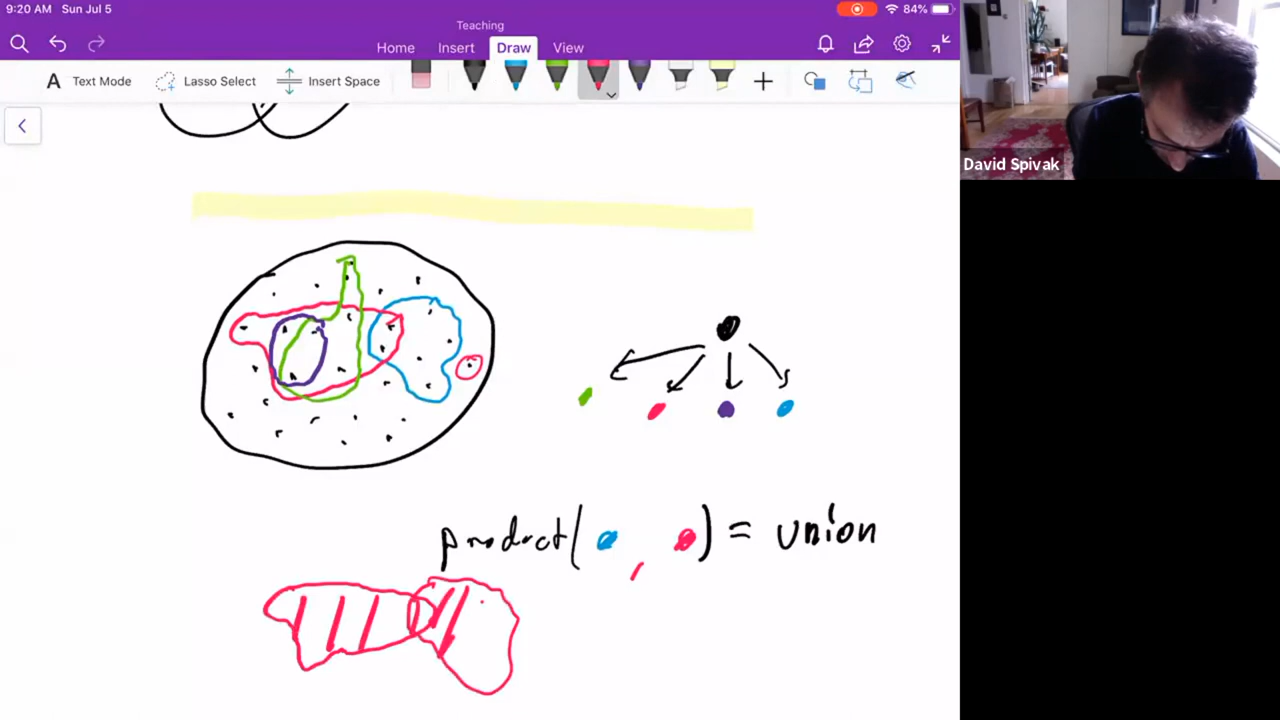 9:20 AM Sun Jul 5
84%
Teaching
Home Insert Draw View
A Text Mode Lasso Select Insert Space
David Spivak
product( , ) = union